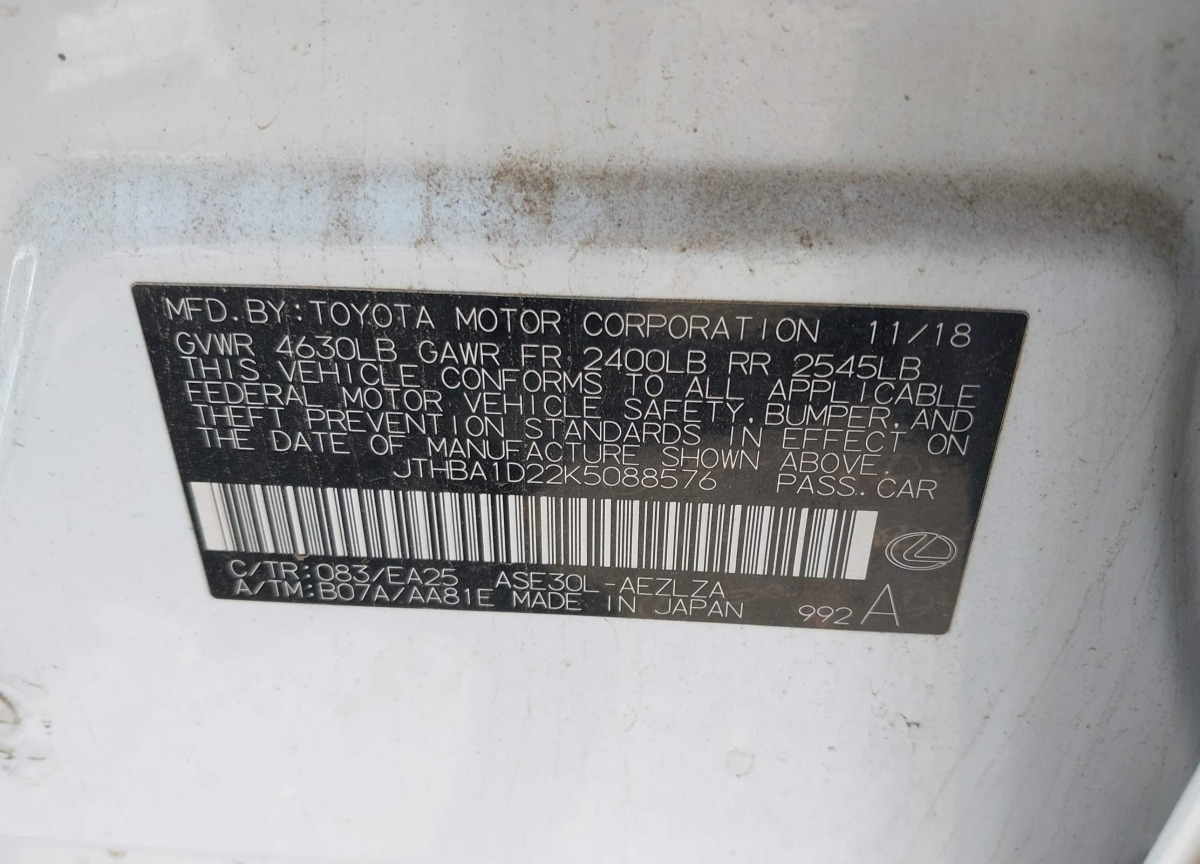 MFD. BY: TOYOTA MOTOR CORPORATION 11/18
GVWR 4630LB GAWR FR 2400LB RR 2545LB
THIS VEHICLE CONFORMS TO ALL APPLICABLE
FEDERAL MOTOR VEHICLE SAFETY, BUMPER, AND
THEFT PREVENTION STANDARDS IN EFFECT ON
THE DATE OF MANUFACTURE SHOWN ABOVE.
JTHBA1D22K5088576 PASS. CAR
C/TR: 083/EA25 ASE30L-AEZLZA
A/TM: B07A/AA81E MADE IN JAPAN 992 A